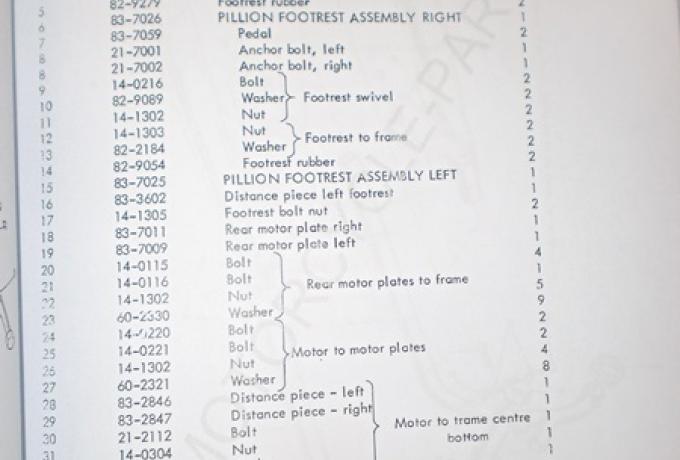 5 82-9279 Footrest rubber 2
6 83-7026 PILLION FOOTREST ASSEMBLY RIGHT 1
7 83-7059 Pedal 2
8 21-7001 Anchor bolt, left 1
8 21-7002 Anchor bolt, right 1
9 14-0216 Bolt 2
10 82-9089 Washer Footrest swivel 2
11 14-1302 Nut 2
12 14-1303 Nut Footrest to frame 2
13 82-2184 Washer 2
14 82-9054 Footrest rubber 2
15 83-7025 PILLION FOOTREST ASSEMBLY LEFT 1
16 83-3602 Distance piece left footrest 1
17 14-1305 Footrest bolt nut 2
18 83-7011 Rear motor plate right 1
19 83-7009 Rear motor plate left 1
20 14-0115 Bolt 4
21 14-0116 Bolt Rear motor plates to frame 1
22 14-1302 Nut 5
23 60-2330 Washer 9
24 14-0220 Bolt 2
25 14-0221 Bolt Motor to motor plates 2
26 14-1302 Nut 4
27 60-2321 Washer 8
28 83-2846 Distance piece - left 1
29 83-2847 Distance piece - right Motor to frame centre 1
30 21-2112 Bolt bottom 1
31 14-0304 Nut 1
1
MOTORCYCLE-PAR